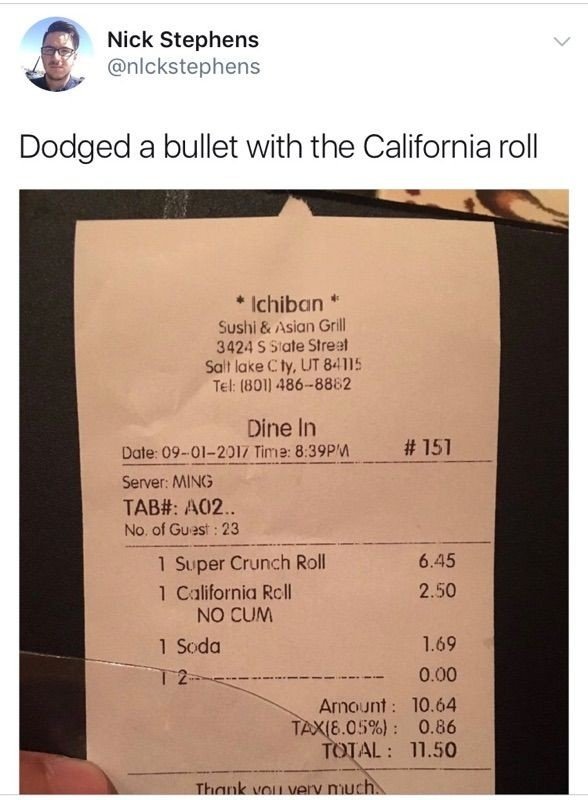 Nick Stephens
@nlckstephens
Dodged a bullet with the California roll
* Ichiban *
Sushi & Asian Grill
3424 S State Street
Salt lake City, UT 84115
Tel: (801) 486-8882
Dine In
Date: 09-01-2017 Time: 8:39PM # 151
Server: MING
TAB#: A02..
No. of Guest : 23
1 Super Crunch Roll 6.45
1 California Roll 2.50
NO CUM
1 Soda 1.69
1 2-------------------- 0.00
Amount : 10.64
TAX(8.05%) : 0.86
TOTAL : 11.50
Thank you very much.